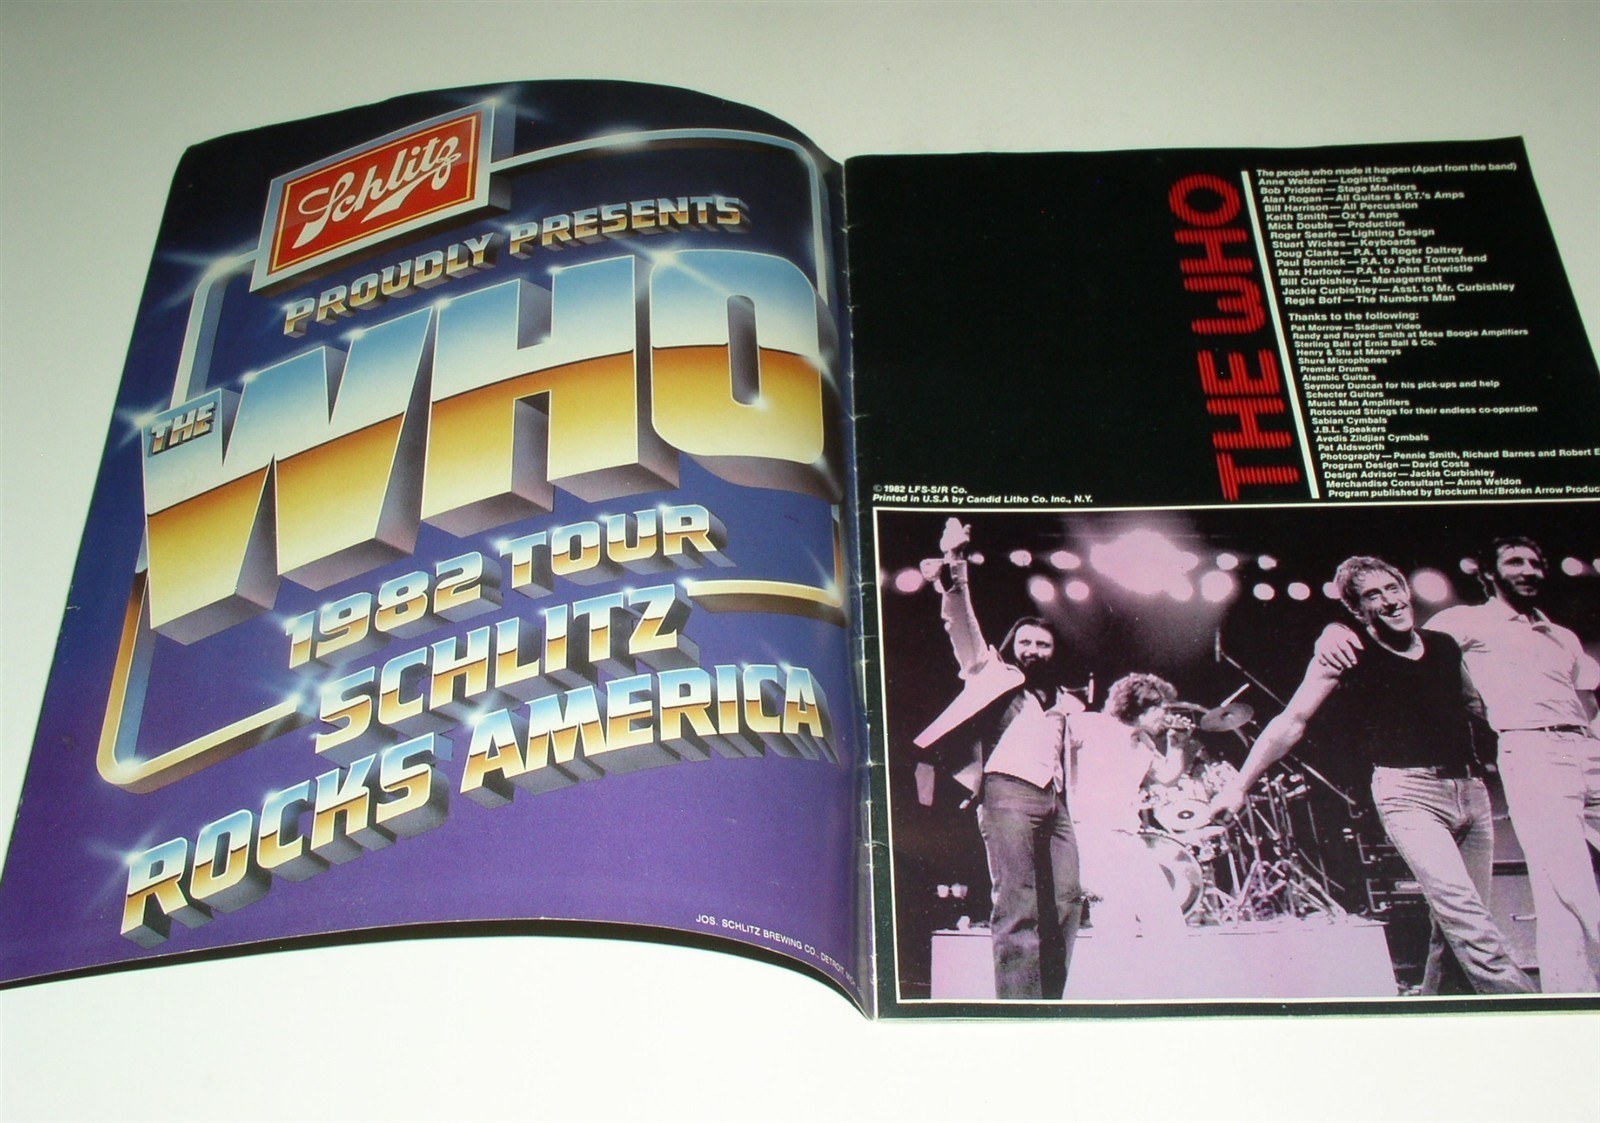 Schlitz
PROUDLY PRESENTS
THE WHO
1982 TOUR
SCHLITZ
ROCKS AMERICA
JOS. SCHLITZ BREWING CO., DETROIT,
THE WHO
The people who made it happen (Apart from the band)
Anne Weldon — Logistics
Bob Pridden — Stage Monitors
Alan Rogan — All Guitars & P.T.'s Amps
Bill Harrison — All Percussion
Keith Smith — Ox's Amps
Mick Double — Production
Roger Searle — Lighting Design
Stuart Wickes — Keyboards
Doug Clarke — P.A. to Roger Daltrey
Paul Bonnick — P.A. to Pete Townshend
Max Harlow — P.A. to John Entwistle
Bill Curbishley — Management
Jackie Curbishley — Asst. to Mr. Curbishley
Regis Boff — The Numbers Man
Thanks to the following:
Pat Morrow — Stadium Video
Randy and Rayven Smith at Mesa Boogie Amplifiers
Sterling Ball of Ernie Ball & Co.
Henry & Stu at Mannys
Shure Microphones
Premier Drums
Alembic Guitars
Seymour Duncan for his pick-ups and help
Schecter Guitars
Music Man Amplifiers
Rotosound Strings for their endless co-operation
Sabian Cymbals
J.B.L. Speakers
Avedis Zildjian Cymbals
Pat Aldsworth
Photography — Pennie Smith, Richard Barnes and Robert E
Program Design — David Costa
Design Advisor — Jackie Curbishley
Merchandise Consultant — Anne Weldon
Program published by Brockum Inc/Broken Arrow Produc
© 1982 LFS-S/R Co.
Printed in U.S.A by Candid Litho Co. Inc., N.Y.